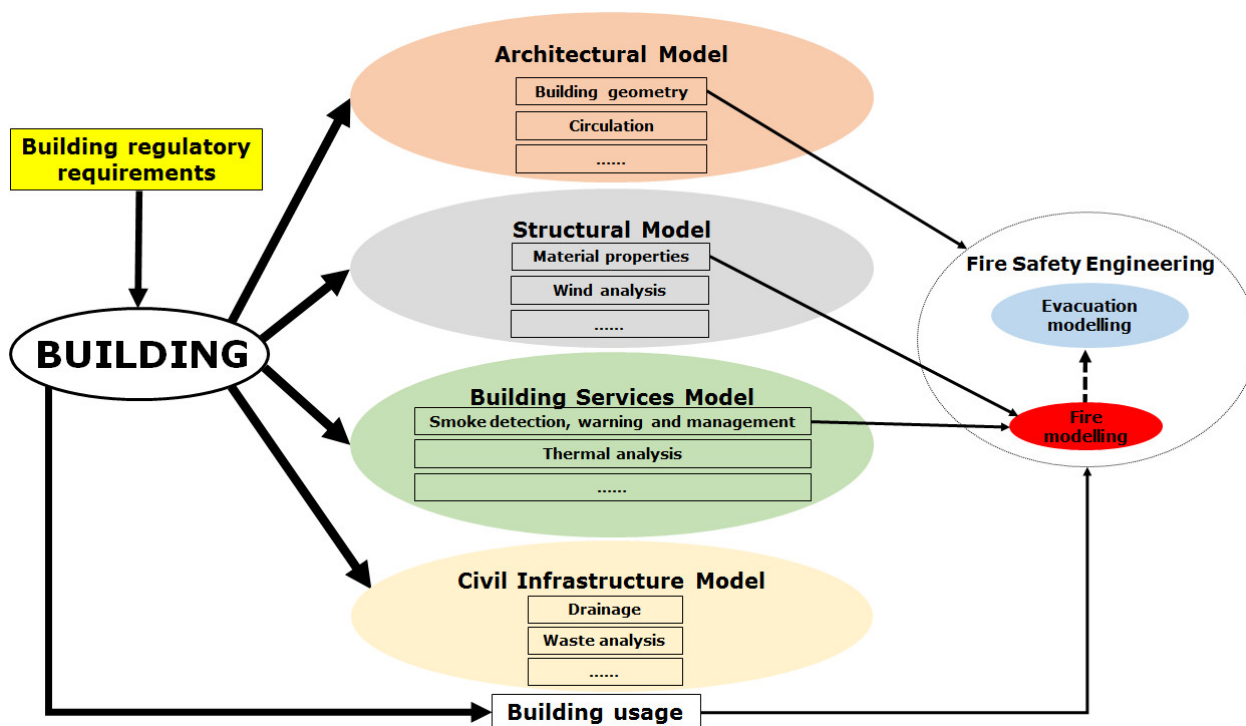 Architectural Model
Building geometry
Circulation
......
Building regulatory
requirements
Structural Model
Material properties
Wind analysis
......
Fire Safety Engineering
Evacuation
modelling
BUILDING
Building Services Model
Smoke detection, warning and management
Thermal analysis
......
Fire
modelling
Civil Infrastructure Model
Drainage
Waste analysis
......
Building usage